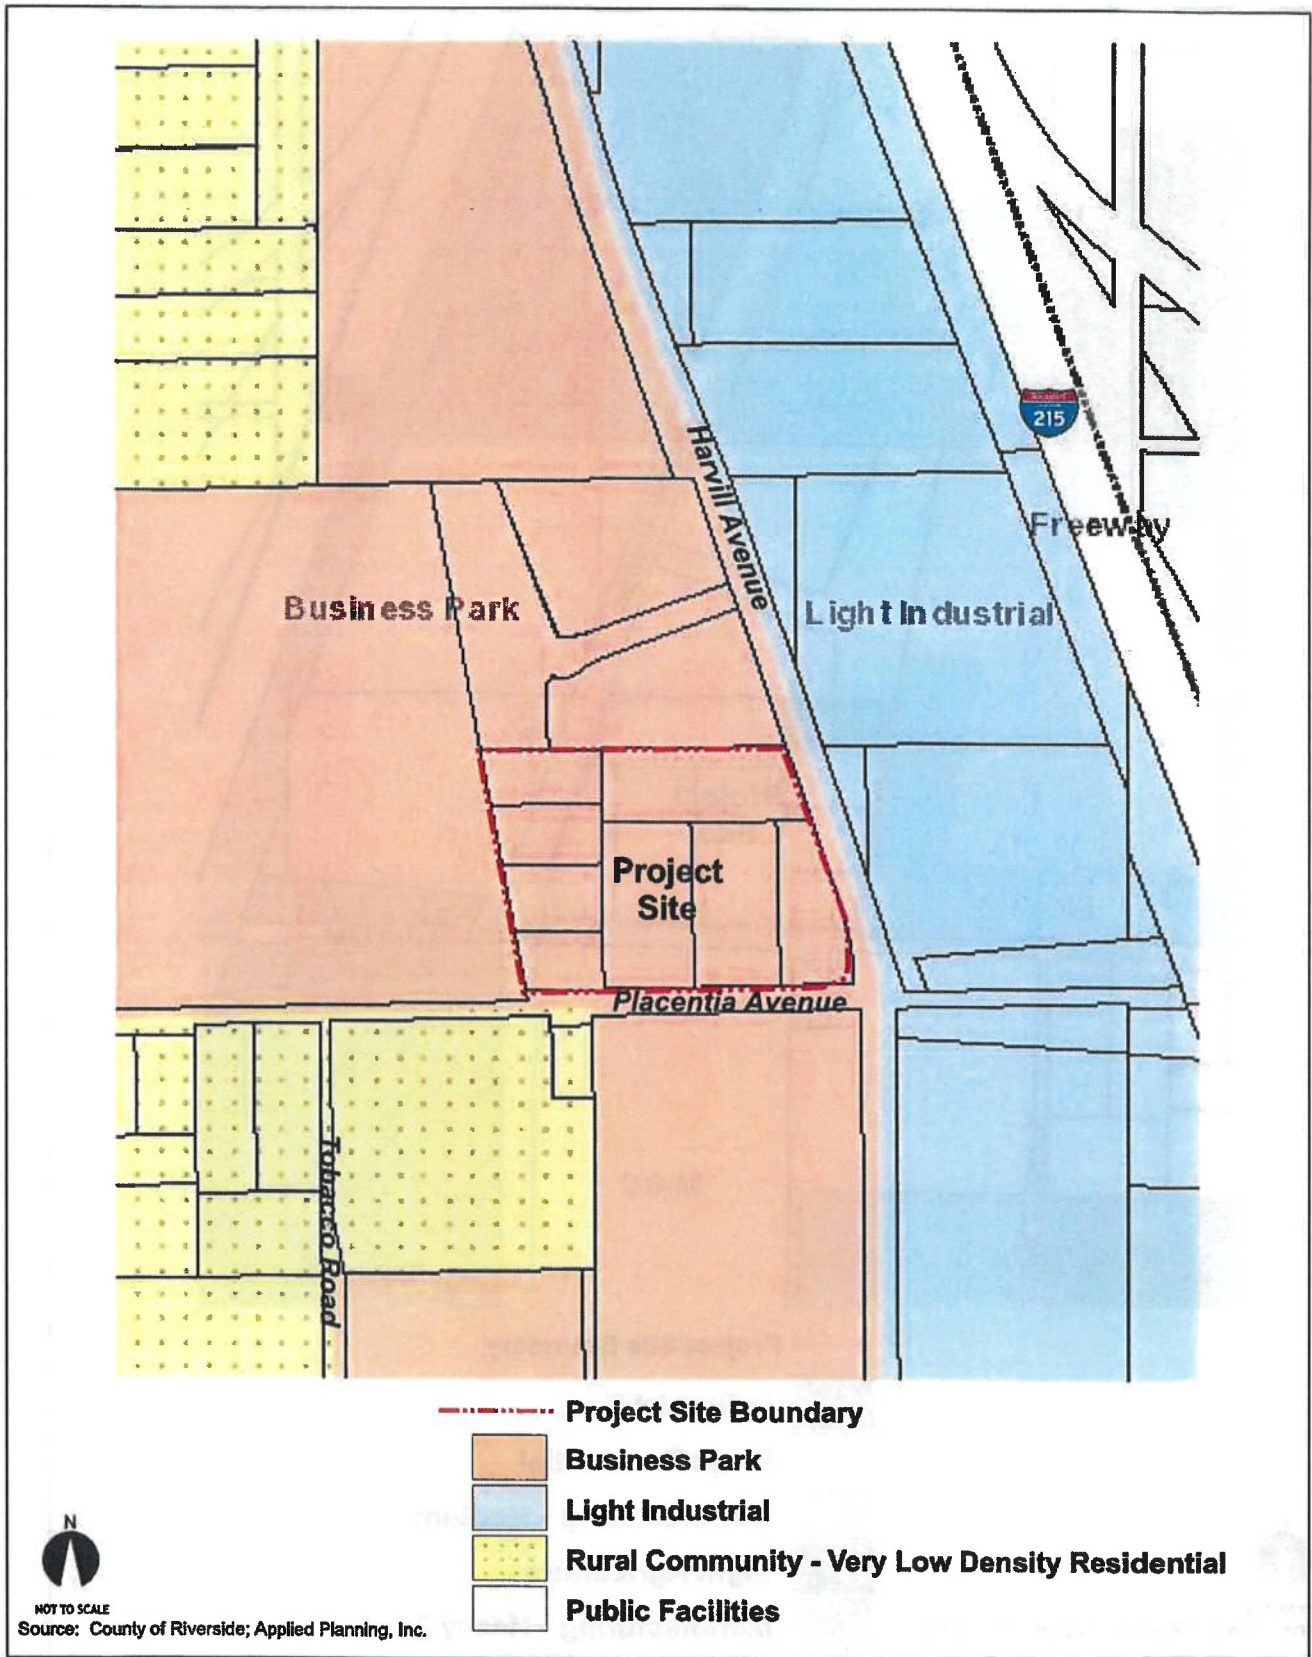 Harvill Avenue
215
Freeway
Business Park
Light Industrial
Project
Site
Placentia Avenue
Tobacco Road
Project Site Boundary
Business Park
Light Industrial
Rural Community - Very Low Density Residential
Public Facilities
N
NOT TO SCALE
Source: County of Riverside; Applied Planning, Inc.